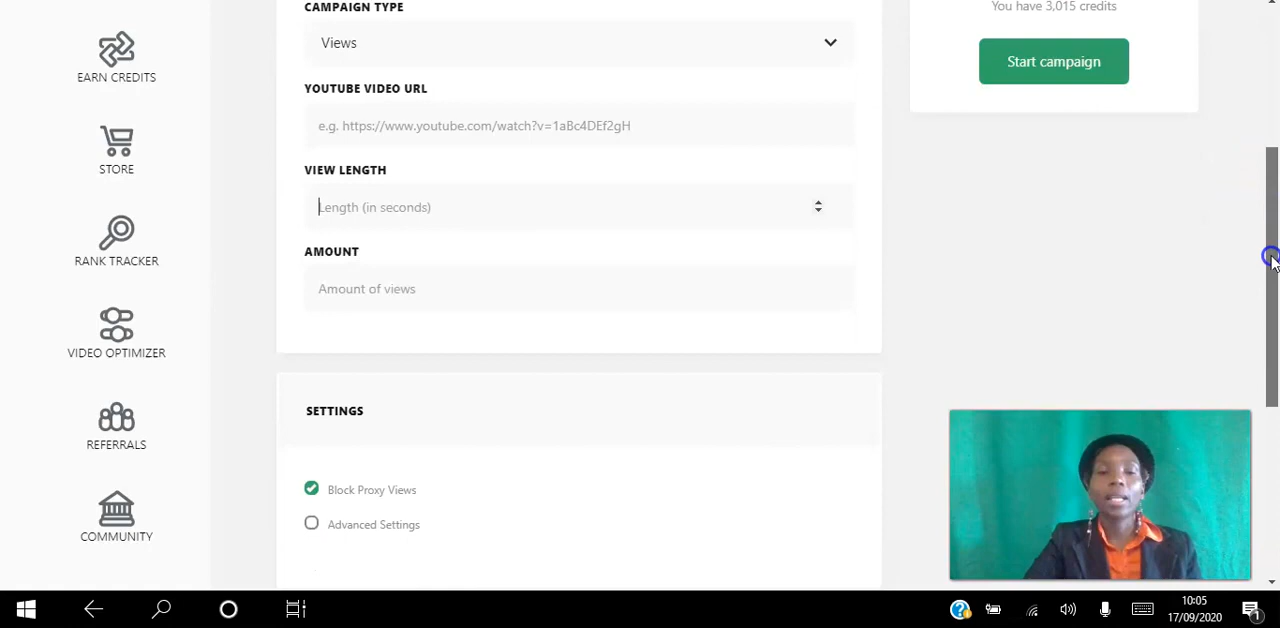 EARN CREDITS
STORE
RANK TRACKER
VIDEO OPTIMIZER
REFERRALS
COMMUNITY
CAMPAIGN TYPE
Views
YOUTUBE VIDEO URL
e.g. https://www.youtube.com/watch?v=1aBc4DEf2gH
VIEW LENGTH
Length (in seconds)
AMOUNT
Amount of views
SETTINGS
Block Proxy Views
Advanced Settings
You have 3,015 credits
Start campaign
10:05
17/09/2020
1